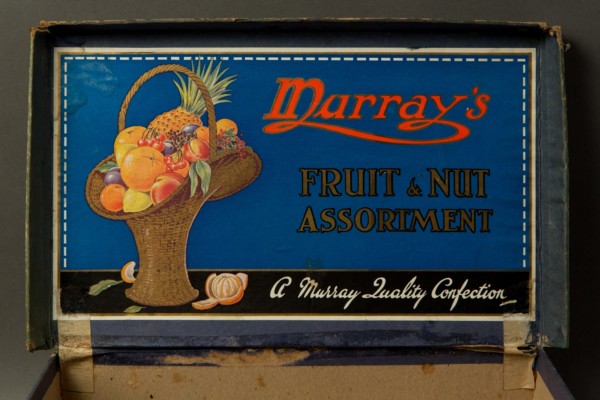 Murray's
FRUIT & NUT
ASSORTMENT
A Murray Quality Confection